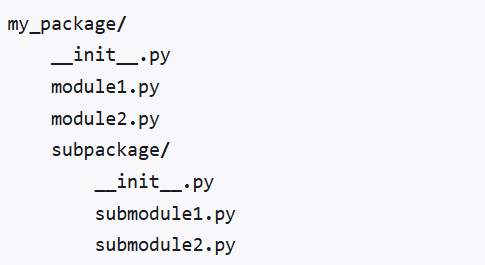 my_package/
    __init__.py
    module1.py
    module2.py
    subpackage/
        __init__.py
        submodule1.py
        submodule2.py